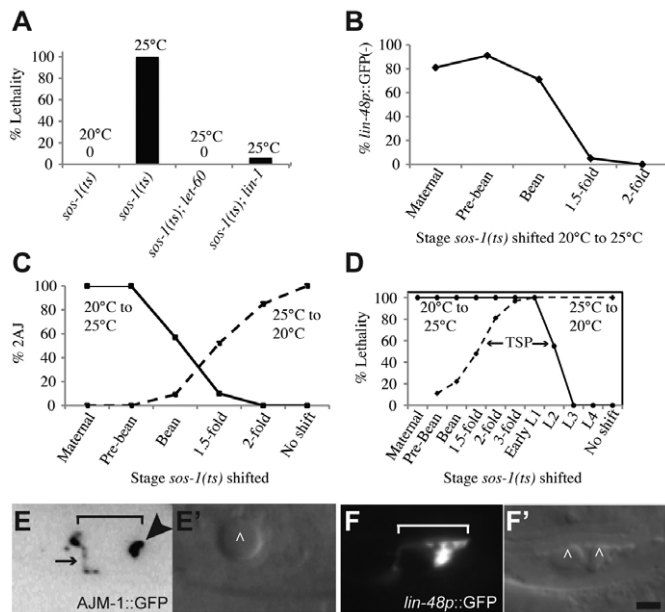 A
% Lethality
100
80
60
40
20
0
20°C
0
25°C
25°C
0
25°C
sos-1(ts)
sos-1(ts)
sos-1(ts); let-60
sos-1(ts); lin-1
B
% lin-48p::GFP(-)
100
80
60
40
20
0
Maternal
Pre-bean
Bean
1.5-fold
2-fold
Stage sos-1(ts) shifted 20°C to 25°C
C
% 2AJ
100
80
60
40
20
0
20°C to
25°C
25°C to
20°C
Maternal
Pre-bean
Bean
1.5-fold
2-fold
No shift
Stage sos-1(ts) shifted
D
% Lethality
100
80
60
40
20
0
20°C to
25°C
25°C to
20°C
TSP
Maternal
Pre-Bean
Bean
1.5-fold
2-fold
3-fold
Early L1
L2
L3
L4
No shift
Stage sos-1(ts) shifted
E
AJM-1::GFP
E'
F
lin-48p::GFP
F'